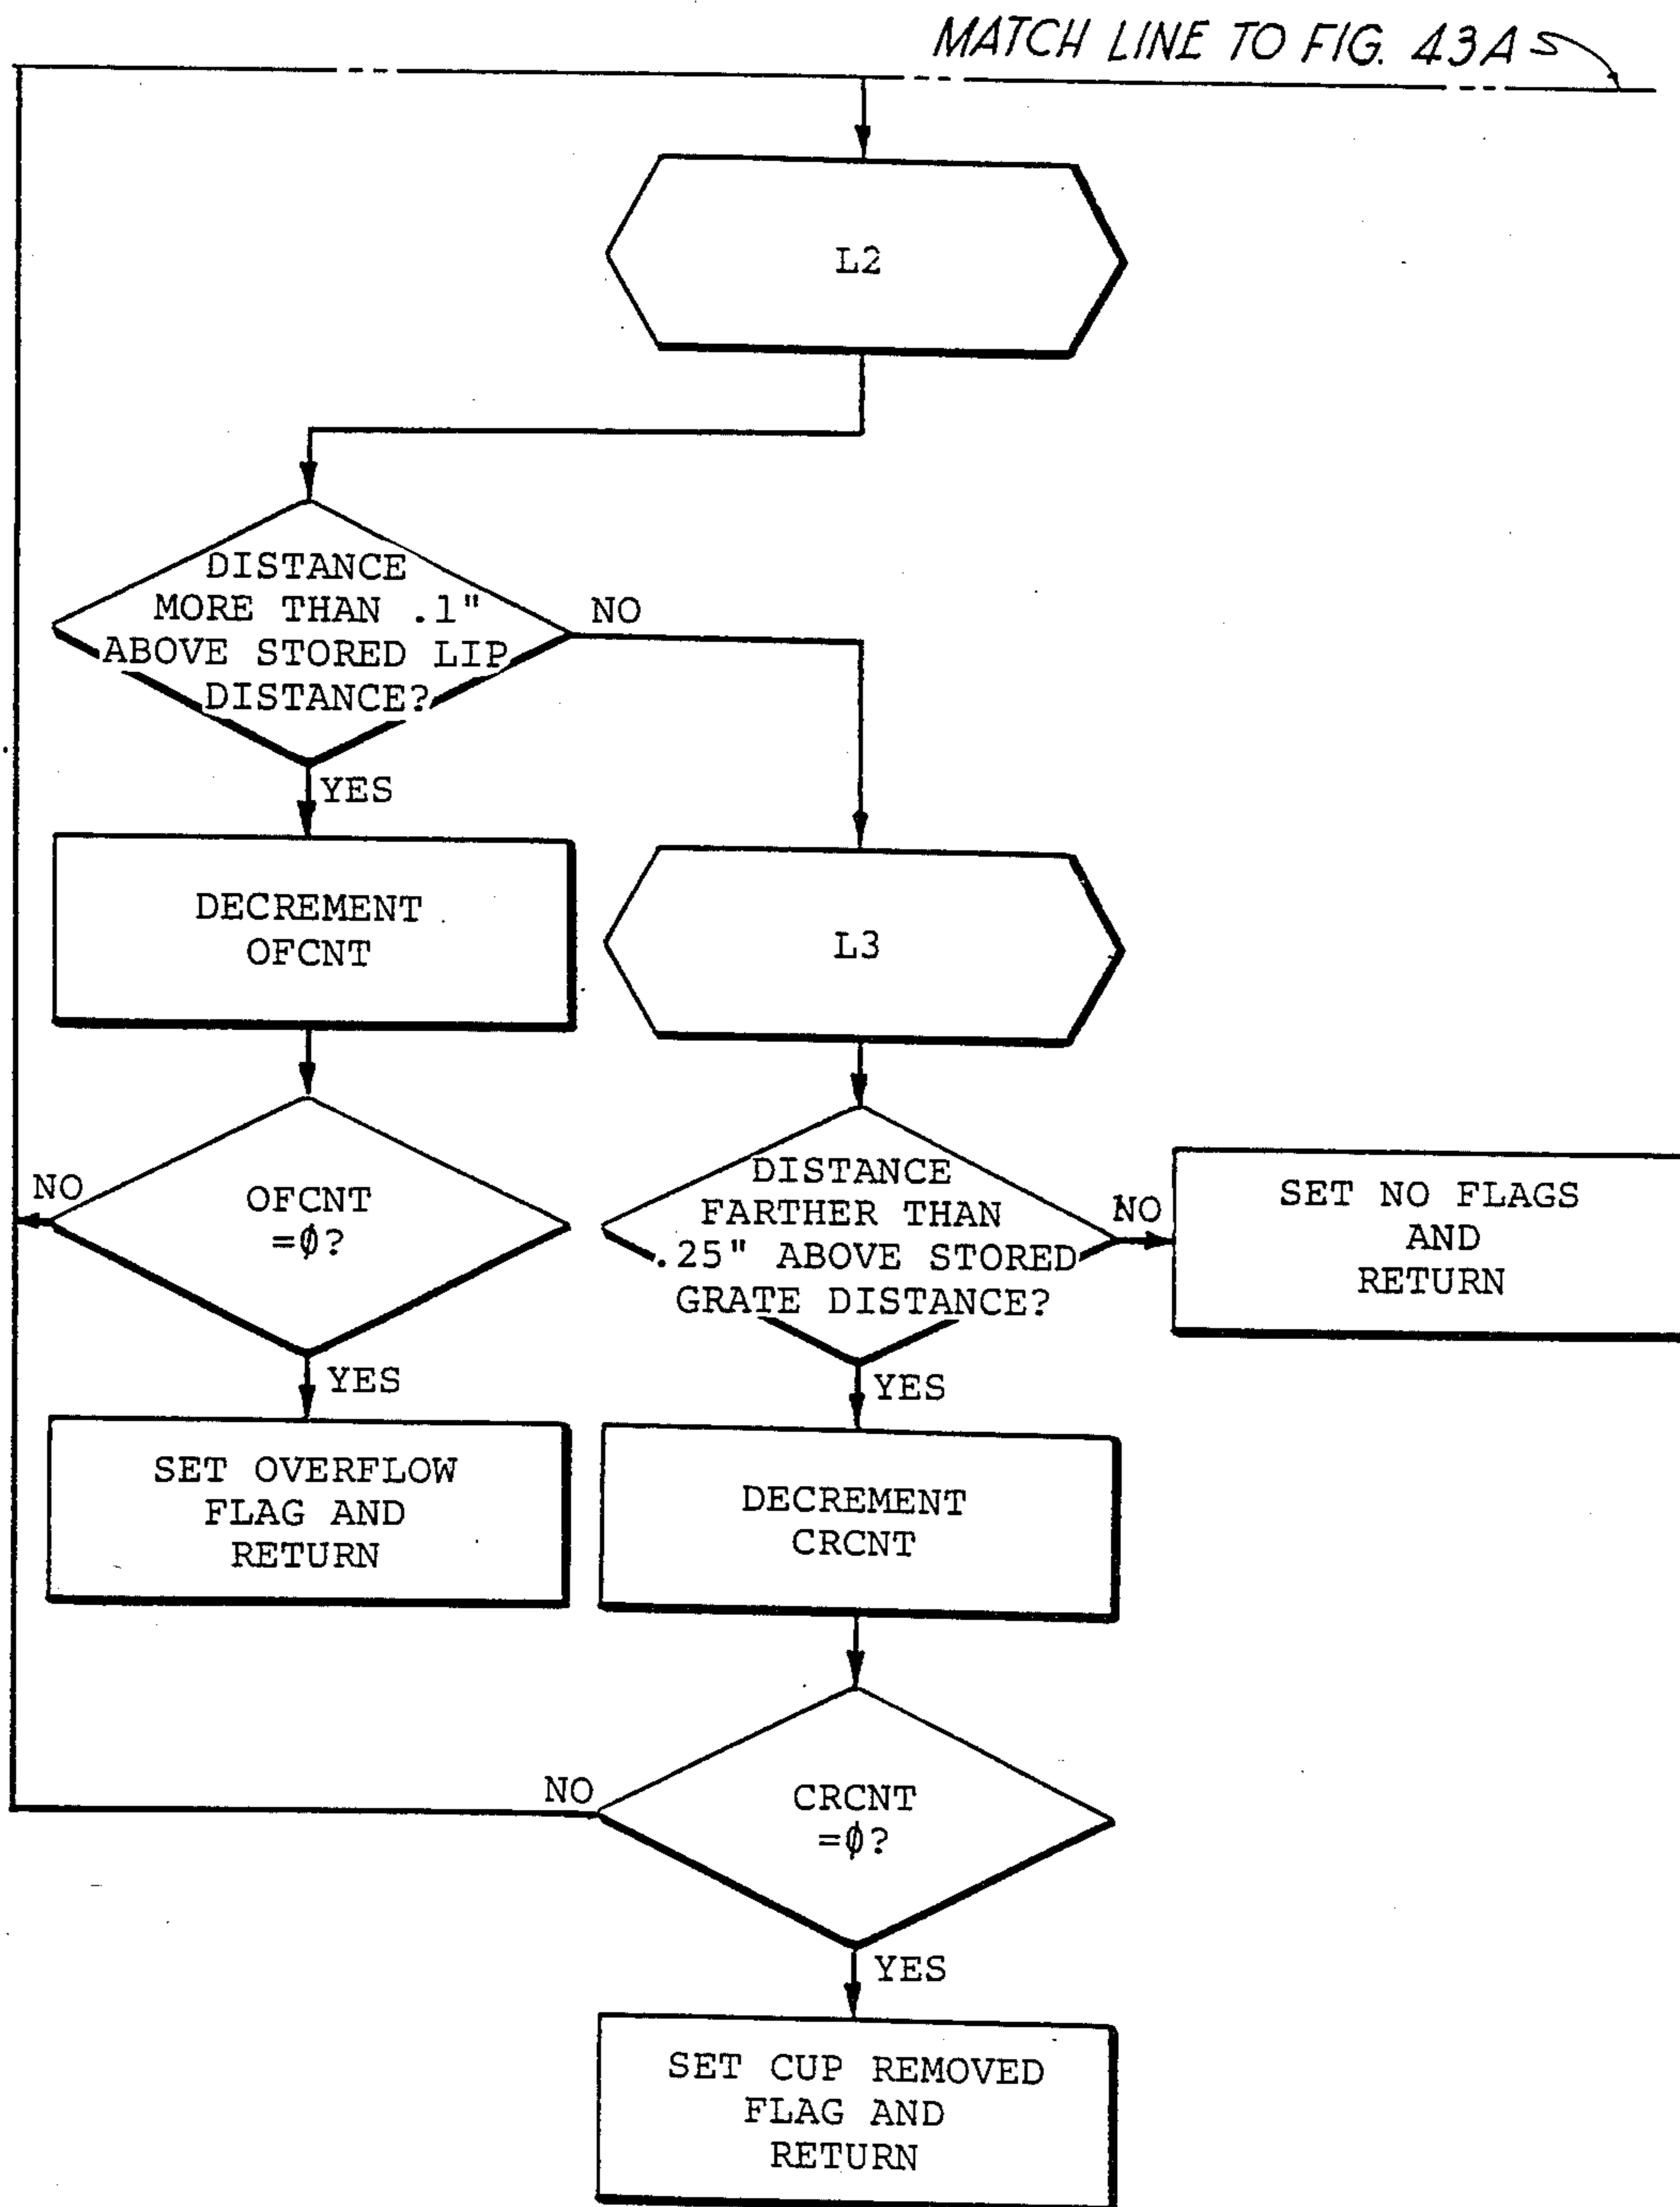 MATCH LINE TO FIG. 43A
L2
DISTANCE
MORE THAN .1"
ABOVE STORED LIP
DISTANCE?
NO
YES
DECREMENT
OFCNT
L3
NO
OFCNT
=∅?
YES
DISTANCE
FARTHER THAN
.25" ABOVE STORED
GRATE DISTANCE?
NO
SET NO FLAGS
AND
RETURN
YES
SET OVERFLOW
FLAG AND
RETURN
DECREMENT
CRCNT
NO
CRCNT
=∅?
YES
SET CUP REMOVED
FLAG AND
RETURN